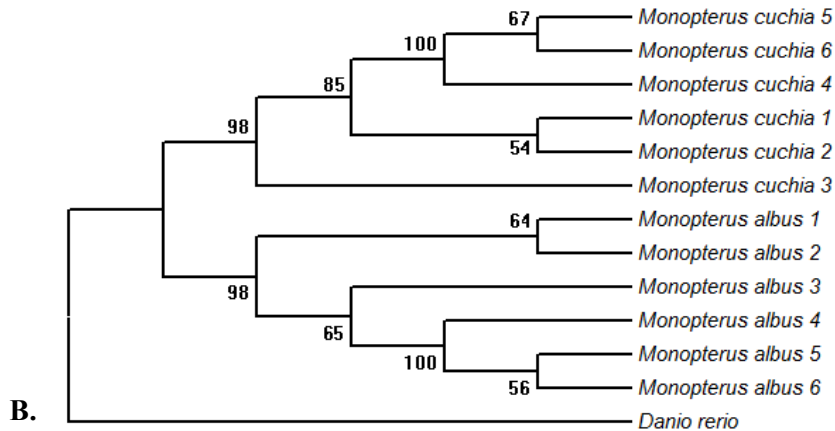 67
Monopterus cuchia 5
Monopterus cuchia 6
100
Monopterus cuchia 4
85
Monopterus cuchia 1
98
54
Monopterus cuchia 2
Monopterus cuchia 3
64
Monopterus albus 1
Monopterus albus 2
98
Monopterus albus 3
65
Monopterus albus 4
100
Monopterus albus 5
56
Monopterus albus 6
B.
Danio rerio